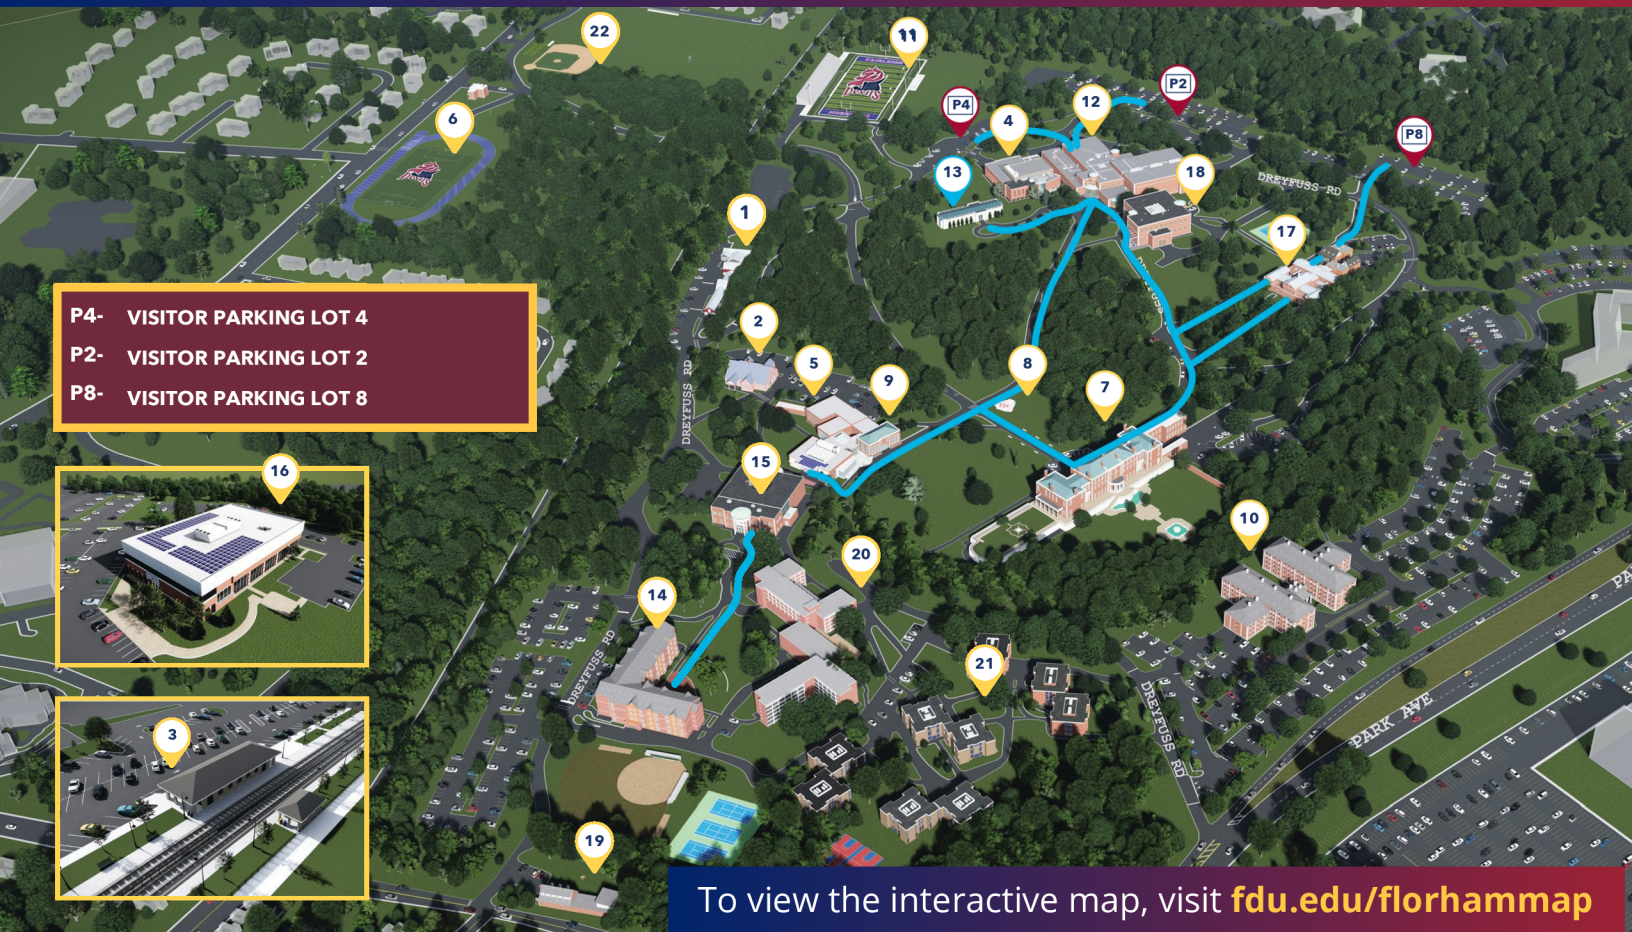 22
11
P2
P4
12
6
4
P8
13
18
DREYFUSS RD
1
17
DREYFUSS
P4- VISITOR PARKING LOT 4
P2- VISITOR PARKING LOT 2
P8- VISITOR PARKING LOT 8
2
5
8
9
7
DREYFUSS RD
16
15
10
20
14
DREYFUSS RD
21
DREYFUSS RD
PARK AVE
3
19
To view the interactive map, visit fdu.edu/florhammap